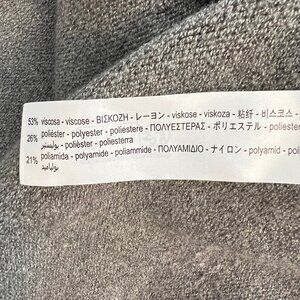 53% viscosa - viscose - ΒΙΣΚΟΖΗ - レーヨン - viskose - viskoza - 粘纤 - 비스코스 -
26% poliéster - polyester - poliestere - ΠΟΛΥΕΣΤΕΡΑΣ - ポリエステル - poliester -
بوليستير - polièster - poliesterra
21% poliamida - polyamide - poliammide - ΠΟΛΥΑΜΙΔΙΟ - ナイロン - polyamid -
بولياميد